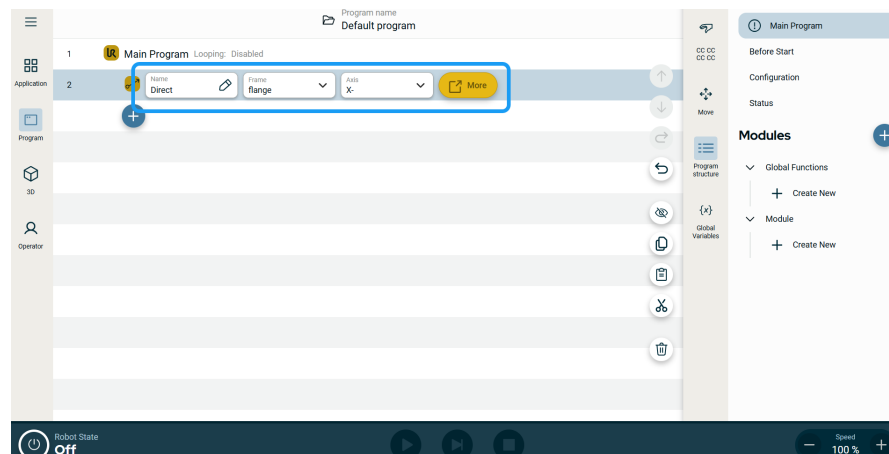 Program name
Default program
1 Main Program Looping: Disabled
2 Name Direct Frame flange Axis X- More
Application
Program
3D
Operator
CC CC
CC CC
Move
Program structure
{x}
Global Variables
Main Program
Before Start
Configuration
Status
Modules
Global Functions
Create New
Module
Create New
Robot State
Off
Speed
100 %